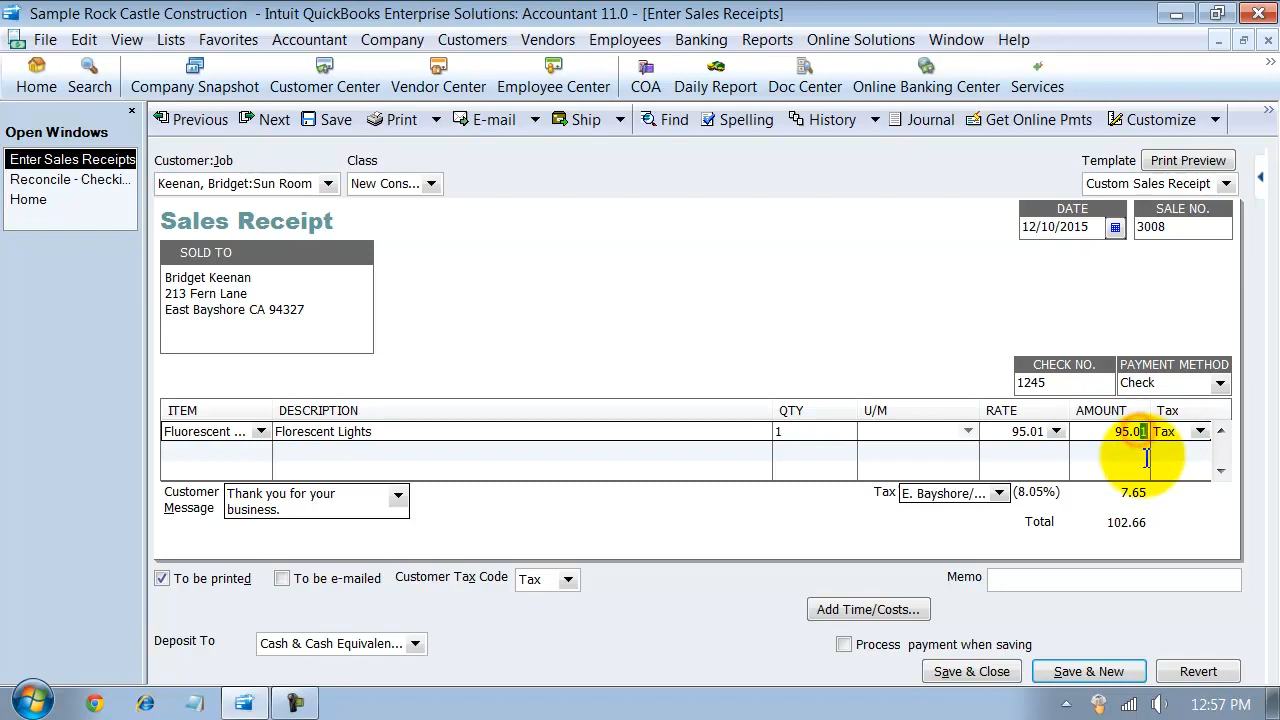 Sample Rock Castle Construction - Intuit QuickBooks Enterprise Solutions: Accountant 11.0 - [Enter Sales Receipts]
File Edit View Lists Favorites Accountant Company Customers Vendors Employees Banking Reports Online Solutions Window Help
Home Search Company Snapshot Customer Center Vendor Center Employee Center COA Daily Report Doc Center Online Banking Center Services
Open Windows
Enter Sales Receipts
Reconcile - Checki...
Home
Previous Next Save Print E-mail Ship Find Spelling History Journal Get Online Pmts Customize
Customer:Job Class Template Print Preview
Keenan, Bridget:Sun Room New Cons... Custom Sales Receipt
Sales Receipt
DATE SALE NO.
12/10/2015 3008
SOLD TO
Bridget Keenan
213 Fern Lane
East Bayshore CA 94327
CHECK NO. PAYMENT METHOD
1245 Check
ITEM DESCRIPTION QTY U/M RATE AMOUNT Tax
Fluorescent ... Florescent Lights 1 95.01 95.01 Tax
Customer Message Thank you for your business.
Tax E. Bayshore/... (8.05%) 7.65
Total 102.66
To be printed To be e-mailed Customer Tax Code Tax Memo
Add Time/Costs...
Deposit To Cash & Cash Equivalen... Process payment when saving
Save & Close Save & New Revert
12:57 PM